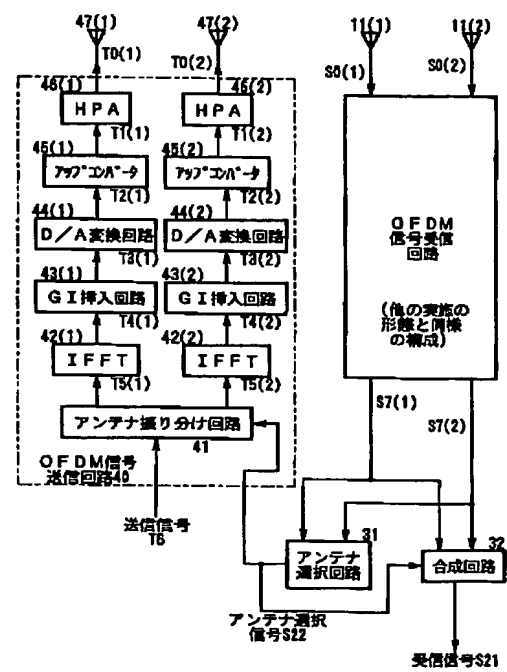 47(1)
47(2)
11(1)
11(2)
T0(1)
T0(2)
S0(1)
S0(2)
46(1)
46(2)
HPA
HPA
T1(1)
T1(2)
45(1)
45(2)
アップコンバータ
アップコンバータ
T2(1)
T2(2)
44(1)
44(2)
D/A変換回路
D/A変換回路
T3(1)
T3(2)
43(1)
43(2)
GI挿入回路
GI挿入回路
T4(1)
T4(2)
42(1)
42(2)
IFFT
IFFT
T5(1)
T5(2)
アンテナ振り分け回路
41
OFDM信号
送信回路40
送信信号
T6
OFDM
信号受信
回路
(他の実施の
形態と同様
の構成)
S7(1)
S7(2)
31
アンテナ
選択回路
32
合成回路
アンテナ選択
信号S22
受信信号S21